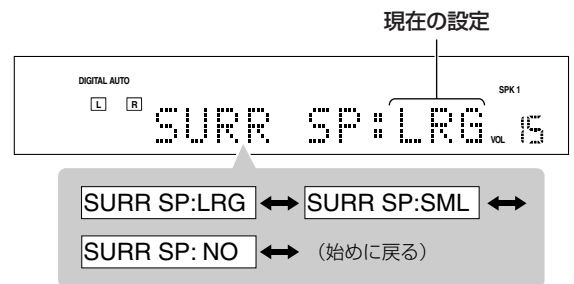 現在の設定
DIGITAL AUTO
SPK 1
L R
SURR SP:LRG VOL 15
SURR SP:LRG ↔ SURR SP:SML ↔
SURR SP: NO ↔ (始めに戻る)